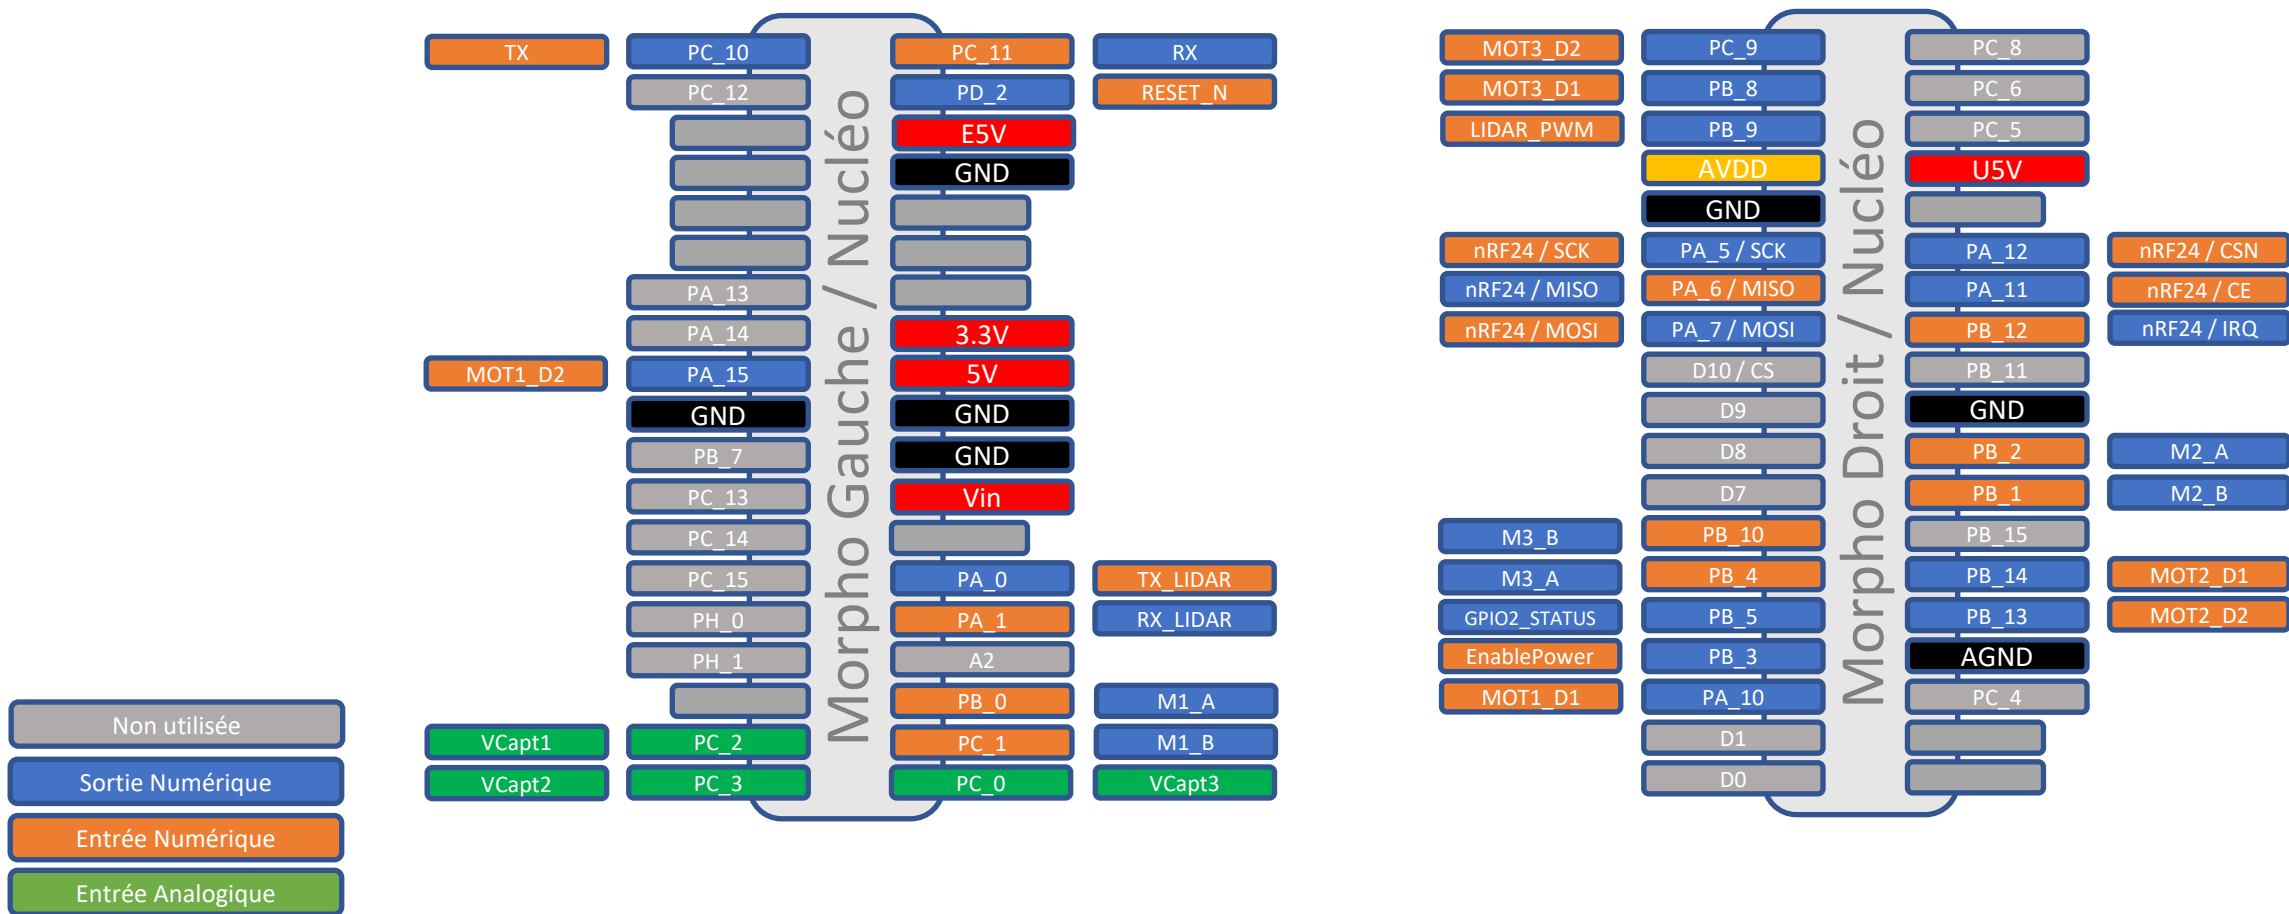 TX PC_10 PC_11 RX
PC_12 PD_2 RESET_N
E5V
GND
PA_13
PA_14 3.3V
MOT1_D2 PA_15 5V
GND GND
PB_7 GND
PC_13 Vin
PC_14
PC_15 PA_0 TX_LIDAR
PH_0 PA_1 RX_LIDAR
PH_1 A2
PB_0 M1_A
VCapt1 PC_2 PC_1 M1_B
VCapt2 PC_3 PC_0 VCapt3
Morpho Gauche / Nucléo
MOT3_D2 PC_9 PC_8
MOT3_D1 PB_8 PC_6
LIDAR_PWM PB_9 PC_5
AVDD U5V
GND
nRF24 / SCK PA_5 / SCK PA_12 nRF24 / CSN
nRF24 / MISO PA_6 / MISO PA_11 nRF24 / CE
nRF24 / MOSI PA_7 / MOSI PB_12 nRF24 / IRQ
D10 / CS PB_11
D9 GND
D8 PB_2 M2_A
D7 PB_1 M2_B
M3_B PB_10 PB_15
M3_A PB_4 PB_14 MOT2_D1
GPIO2_STATUS PB_5 PB_13 MOT2_D2
EnablePower PB_3 AGND
MOT1_D1 PA_10 PC_4
D1
D0
Morpho Droit / Nucléo
Non utilisée
Sortie Numérique
Entrée Numérique
Entrée Analogique